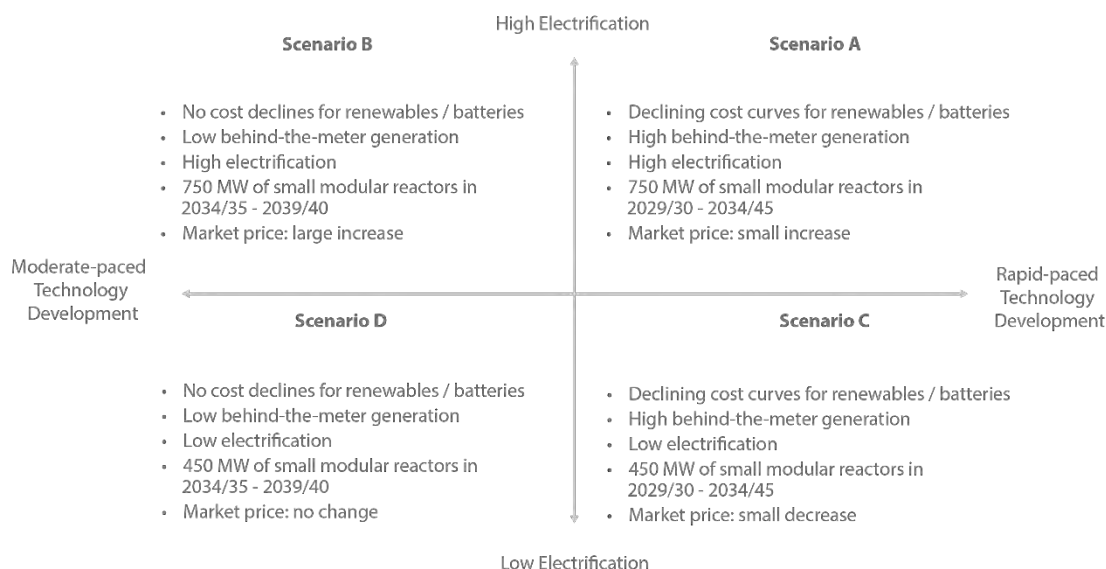 High Electrification
Scenario B
• No cost declines for renewables / batteries
• Low behind-the-meter generation
• High electrification
• 750 MW of small modular reactors in
2034/35 - 2039/40
• Market price: large increase
Scenario A
• Declining cost curves for renewables / batteries
• High behind-the-meter generation
• High electrification
• 750 MW of small modular reactors in
2029/30 - 2034/45
• Market price: small increase
Moderate-paced
Technology
Development
Rapid-paced
Technology
Development
Scenario D
• No cost declines for renewables / batteries
• Low behind-the-meter generation
• Low electrification
• 450 MW of small modular reactors in
2034/35 - 2039/40
• Market price: no change
Scenario C
• Declining cost curves for renewables / batteries
• High behind-the-meter generation
• Low electrification
• 450 MW of small modular reactors in
2029/30 - 2034/45
• Market price: small decrease
Low Electrification